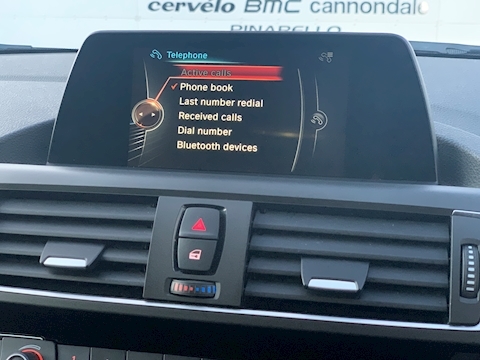 cervélo BMC cannondale
PINARELLO
Telephone
Active calls
Phone book
Last number redial
Received calls
Dial number
Bluetooth devices